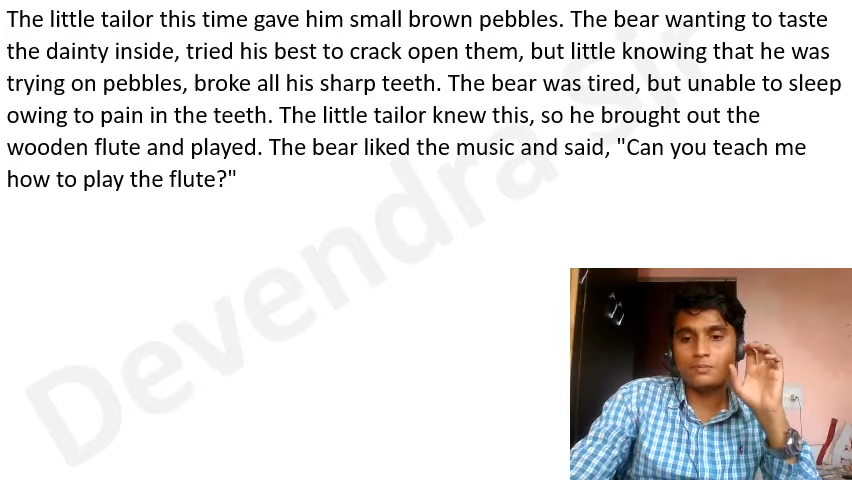 The little tailor this time gave him small brown pebbles. The bear wanting to taste
the dainty inside, tried his best to crack open them, but little knowing that he was
trying on pebbles, broke all his sharp teeth. The bear was tired, but unable to sleep
owing to pain in the teeth. The little tailor knew this, so he brought out the
wooden flute and played. The bear liked the music and said, "Can you teach me
how to play the flute?"
Devendra Sir